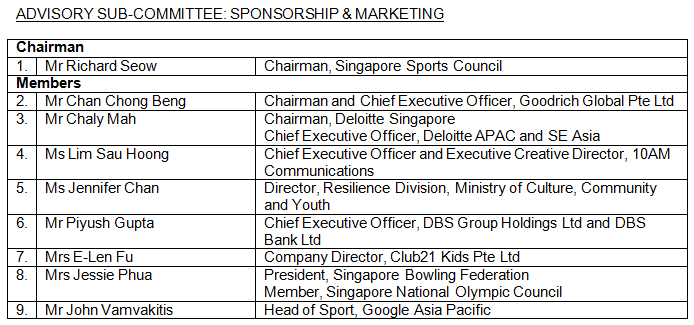 ADVISORY SUB-COMMITTEE: SPONSORSHIP & MARKETING
Chairman
1. Mr Richard Seow Chairman, Singapore Sports Council
Members
2. Mr Chan Chong Beng Chairman and Chief Executive Officer, Goodrich Global Pte Ltd
3. Mr Chaly Mah Chairman, Deloitte Singapore
Chief Executive Officer, Deloitte APAC and SE Asia
4. Ms Lim Sau Hoong Chief Executive Officer and Executive Creative Director, 10AM
Communications
5. Ms Jennifer Chan Director, Resilience Division, Ministry of Culture, Community
and Youth
6. Mr Piyush Gupta Chief Executive Officer, DBS Group Holdings Ltd and DBS
Bank Ltd
7. Mrs E-Len Fu Company Director, Club21 Kids Pte Ltd
8. Mrs Jessie Phua President, Singapore Bowling Federation
Member, Singapore National Olympic Council
9. Mr John Vamvakitis Head of Sport, Google Asia Pacific